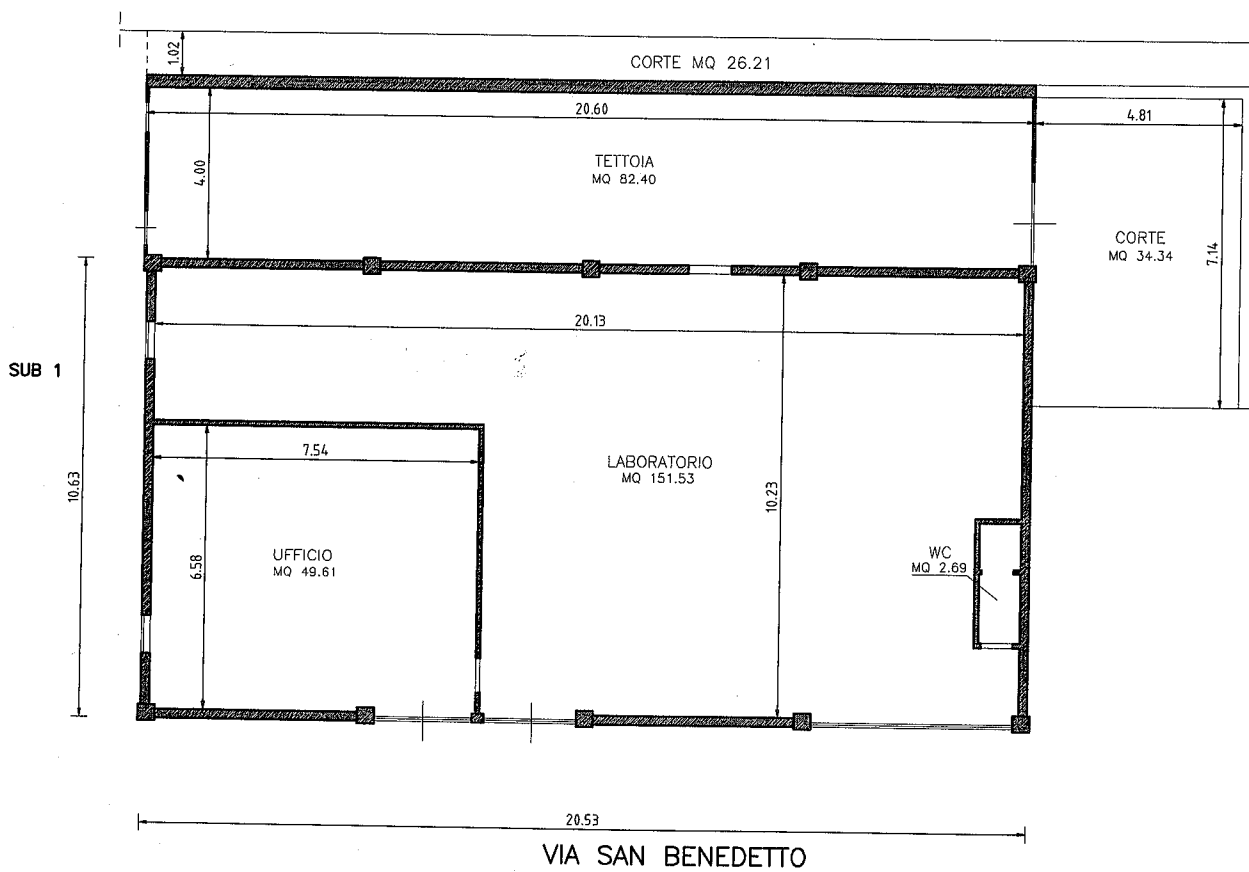 1.02
CORTE MQ 26.21
20.60
4.81
4.00
TETTOIA
MQ 82.40
CORTE
MQ 34.34
7.14
20.13
SUB 1
10.63
7.54
LABORATORIO
MQ 151.53
10.23
6.58
UFFICIO
MQ 49.61
WC
MQ 2.69
20.53
VIA SAN BENEDETTO